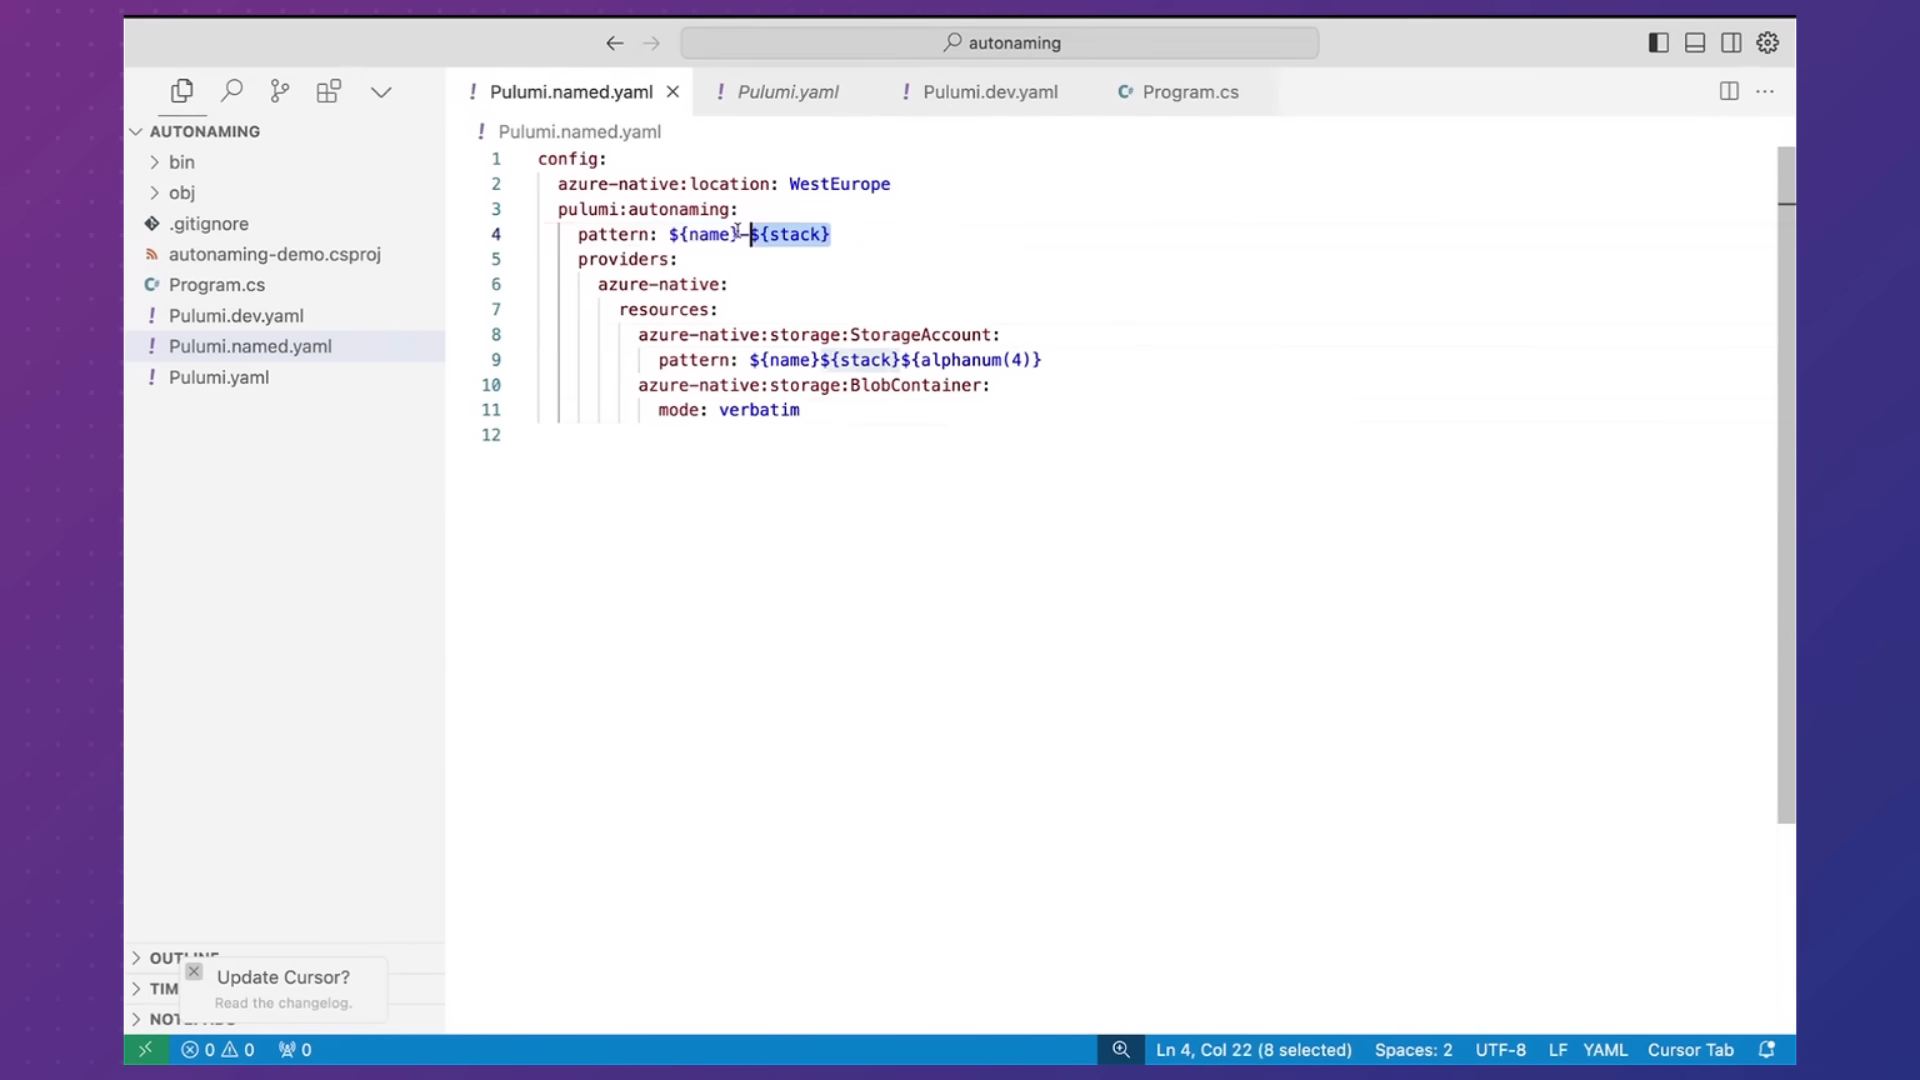 autonaming
Pulumi.named.yaml
Pulumi.yaml
Pulumi.dev.yaml
Program.cs
AUTONAMING
bin
obj
.gitignore
autonaming-demo.csproj
Program.cs
Pulumi.dev.yaml
Pulumi.named.yaml
Pulumi.yaml
Pulumi.named.yaml
1 config:
2 azure-native:location: WestEurope
3 pulumi:autonaming:
4 pattern: ${name}-${stack}
5 providers:
6 azure-native:
7 resources:
8 azure-native:storage:StorageAccount:
9 pattern: ${name}${stack}${alphanum(4)}
10 azure-native:storage:BlobContainer:
11 mode: verbatim
12
OUTLINE
Update Cursor?
Read the changelog.
0 0 0
Ln 4, Col 22 (8 selected)
Spaces: 2
UTF-8
LF
YAML
Cursor Tab